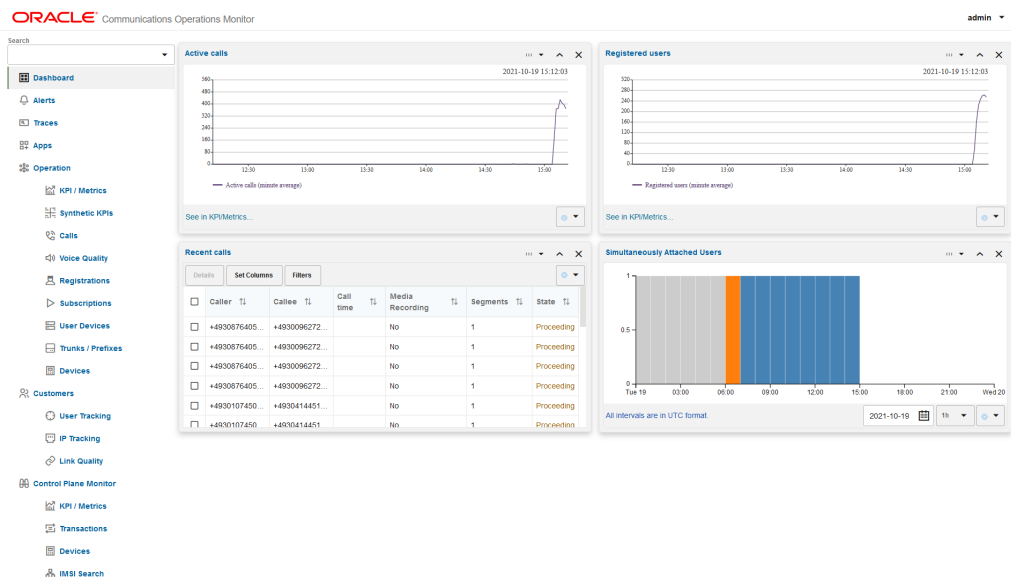 ORACLE Communications Operations Monitor
admin
Search
Dashboard
Alerts
Traces
Apps
Operation
KPI / Metrics
Synthetic KPIs
Calls
Voice Quality
Registrations
Subscriptions
User Devices
Trunks / Prefixes
Devices
Customers
User Tracking
IP Tracking
Link Quality
Control Plane Monitor
KPI / Metrics
Transactions
Devices
IMSI Search
Active calls
2021-10-19 15:12:03
560
480
400
320
240
160
80
0
12:30 13:00 13:30 14:00 14:30 15:00
Active calls (minute average)
See in KPI/Metrics...
Registered users
2021-10-19 15:12:03
320
280
240
200
160
120
80
40
0
12:30 13:00 13:30 14:00 14:30 15:00
Registered users (minute average)
See in KPI/Metrics...
Recent calls
Details Set Columns Filters
Caller Callee Call time Media Recording Segments State
+4930876405... +4930096272... No 1 Proceeding
+4930876405... +4930096272... No 1 Proceeding
+4930876405... +4930096272... No 1 Proceeding
+4930876405... +4930096272... No 1 Proceeding
+4930107450... +4930414451... No 1 Proceeding
+4930107450 +4930414451 No 1 Proceeding
Simultaneously Attached Users
1
0.5
0
Tue 19 03:00 06:00 09:00 12:00 15:00 18:00 21:00 Wed 20
All intervals are in UTC format.
2021-10-19 1h